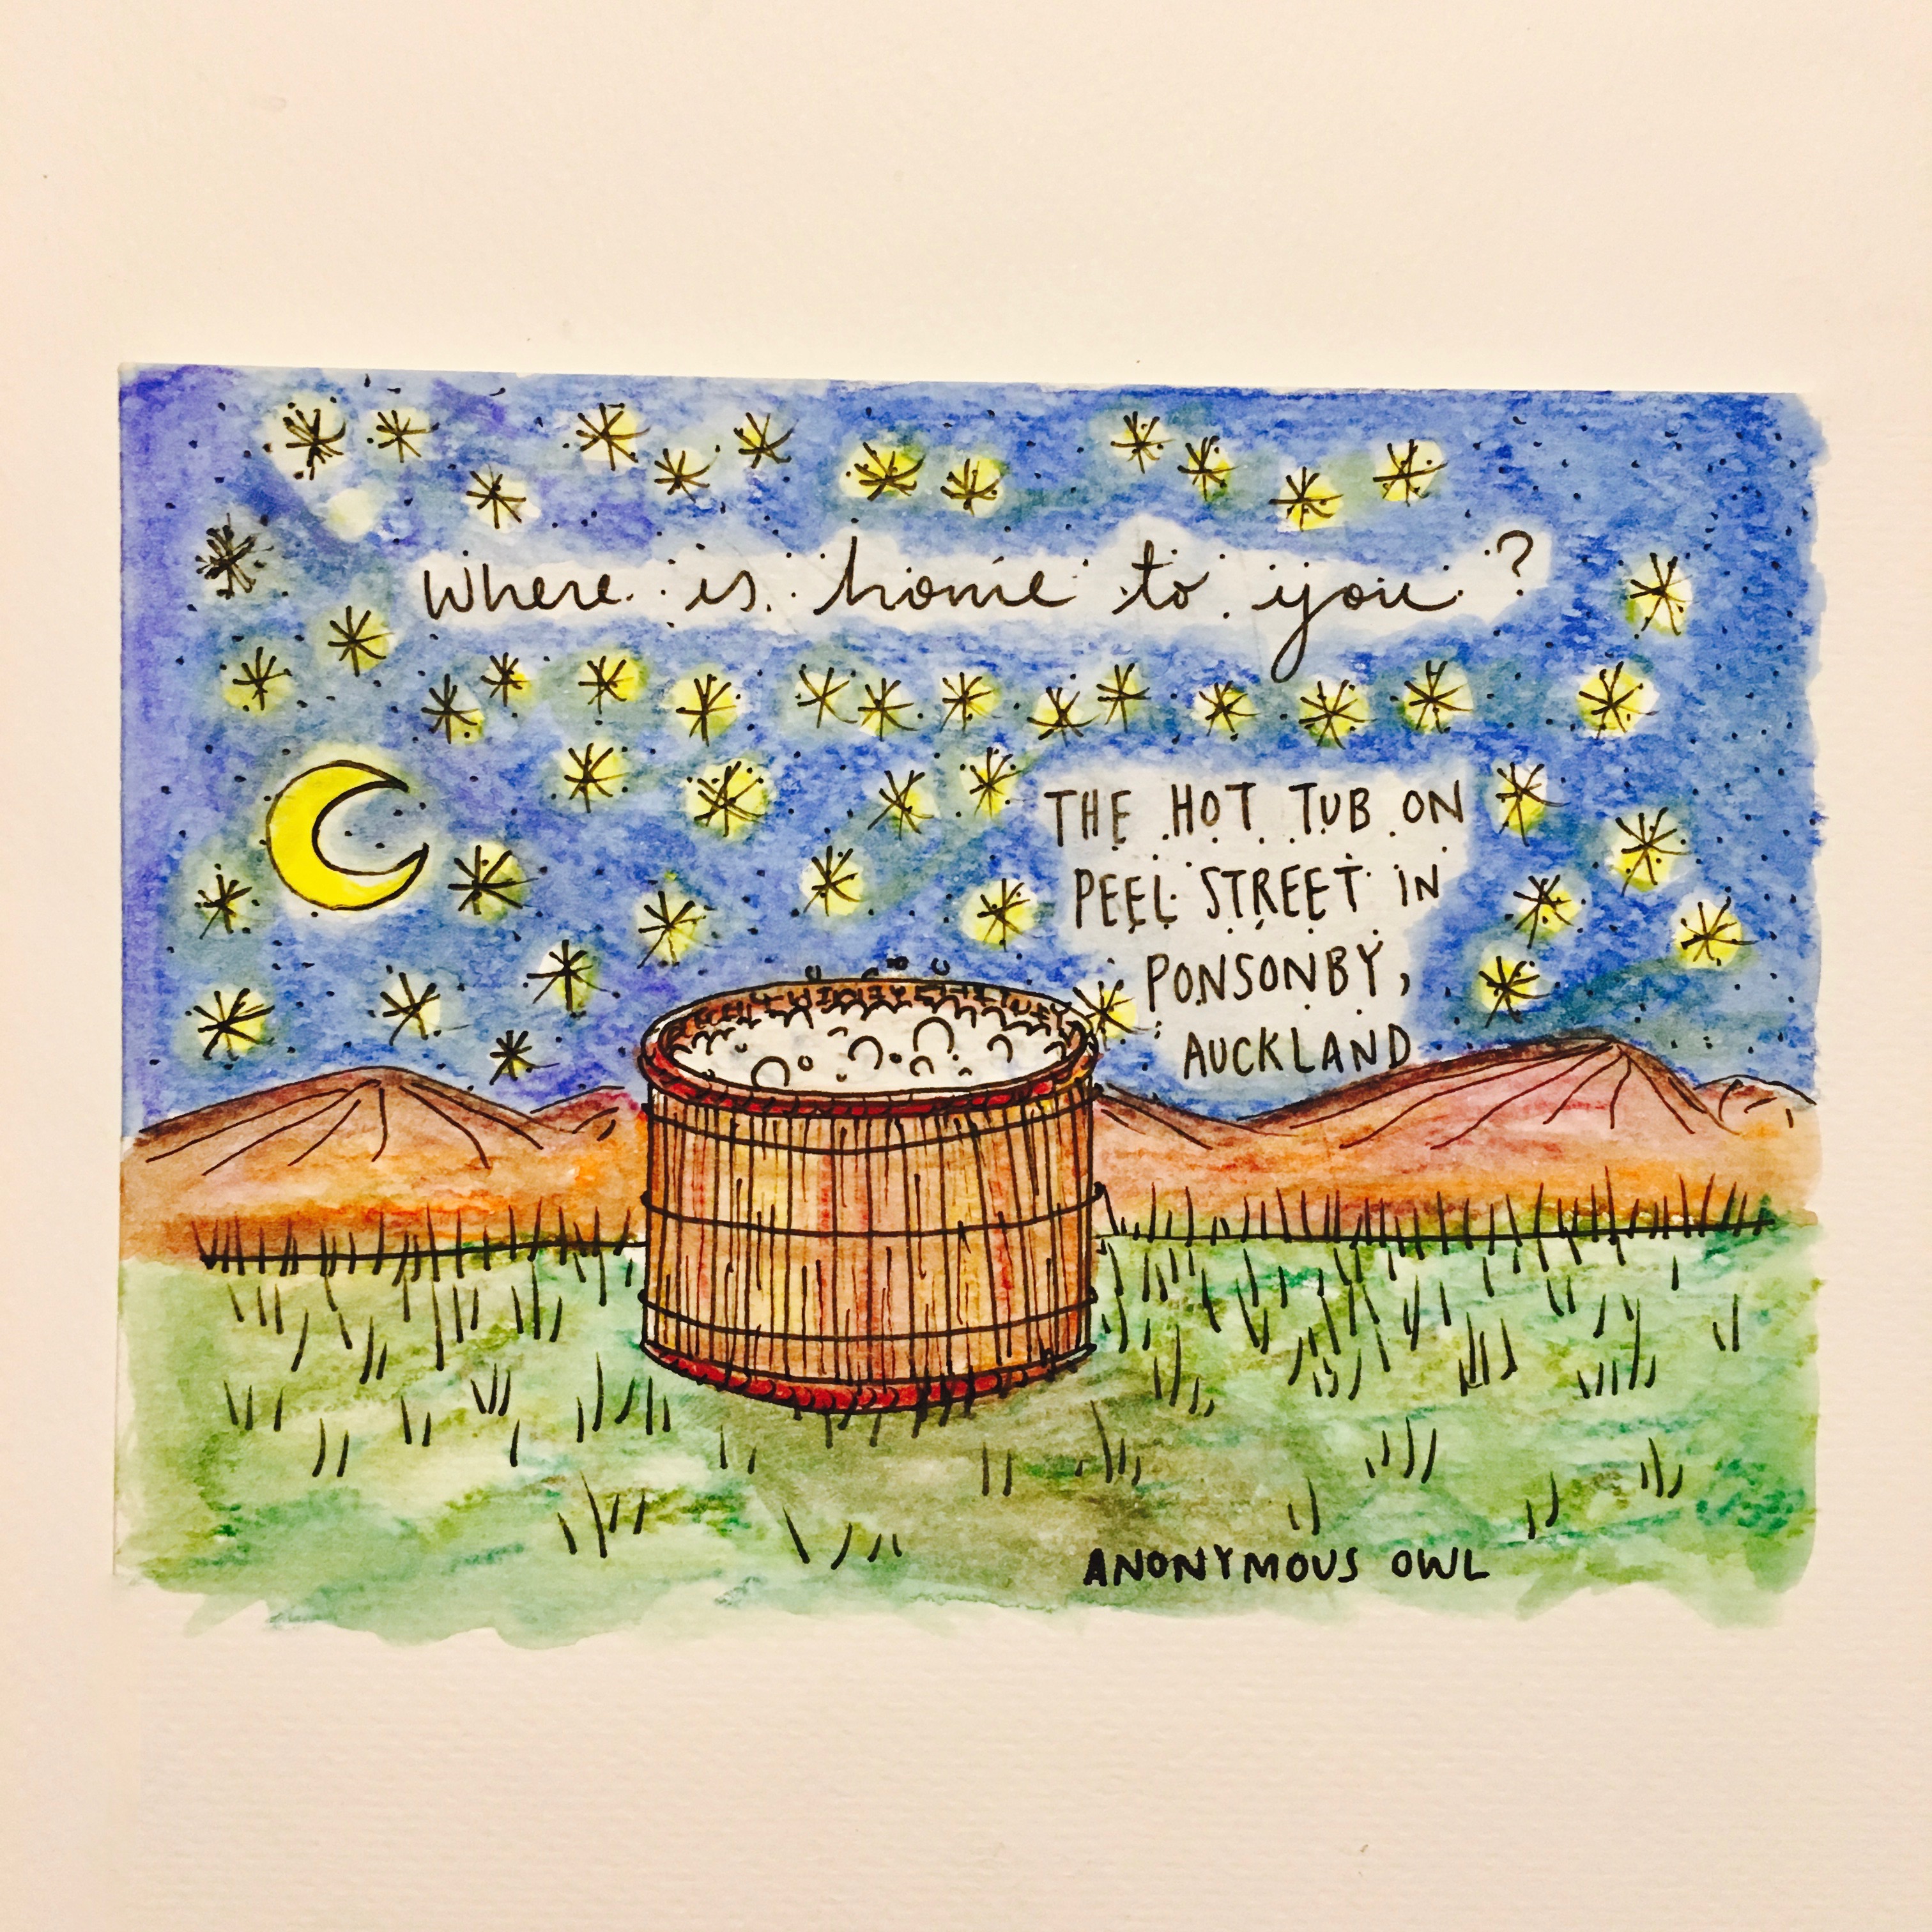 Where is home to you?
THE HOT TUB ON
PEEL STREET IN
PONSONBY,
AUCKLAND
ANONYMOUS OWL